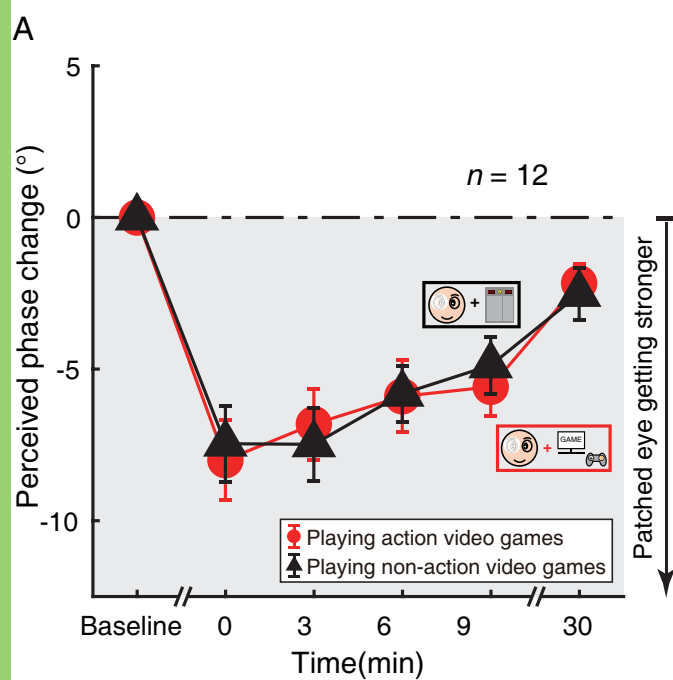 A
Perceived phase change (°)
5
0
-5
-10
n = 12
+
+
GAME
Playing action video games
Playing non-action video games
Baseline 0 3 6 9 30
Time(min)
Patched eye getting stronger